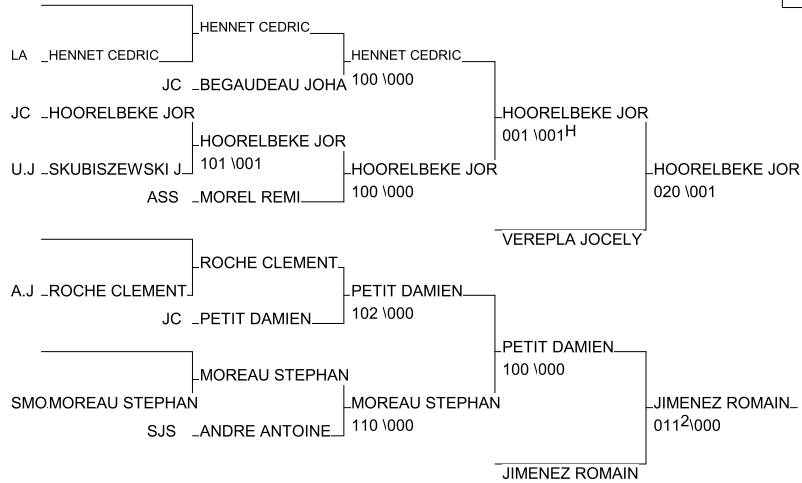 HENNET CEDRIC
LA HENNET CEDRIC HENNET CEDRIC
JC BEGAUDEAU JOHA 100 \000
JC HOORELBEKE JOR HOORELBEKE JOR
001 \001H
HOORELBEKE JOR
101 \001
U.J SKUBISZEWSKI J HOORELBEKE JOR HOORELBEKE JOR
100 \000 020 \001
ASS MOREL REMI
VEREPLA JOCELY
ROCHE CLEMENT
A.J ROCHE CLEMENT PETIT DAMIEN
102 \000
JC PETIT DAMIEN
PETIT DAMIEN
100 \000
MOREAU STEPHAN
SMO MOREAU STEPHAN MOREAU STEPHAN JIMENEZ ROMAIN
110 \000 0112\000
SJS ANDRE ANTOINE
JIMENEZ ROMAIN